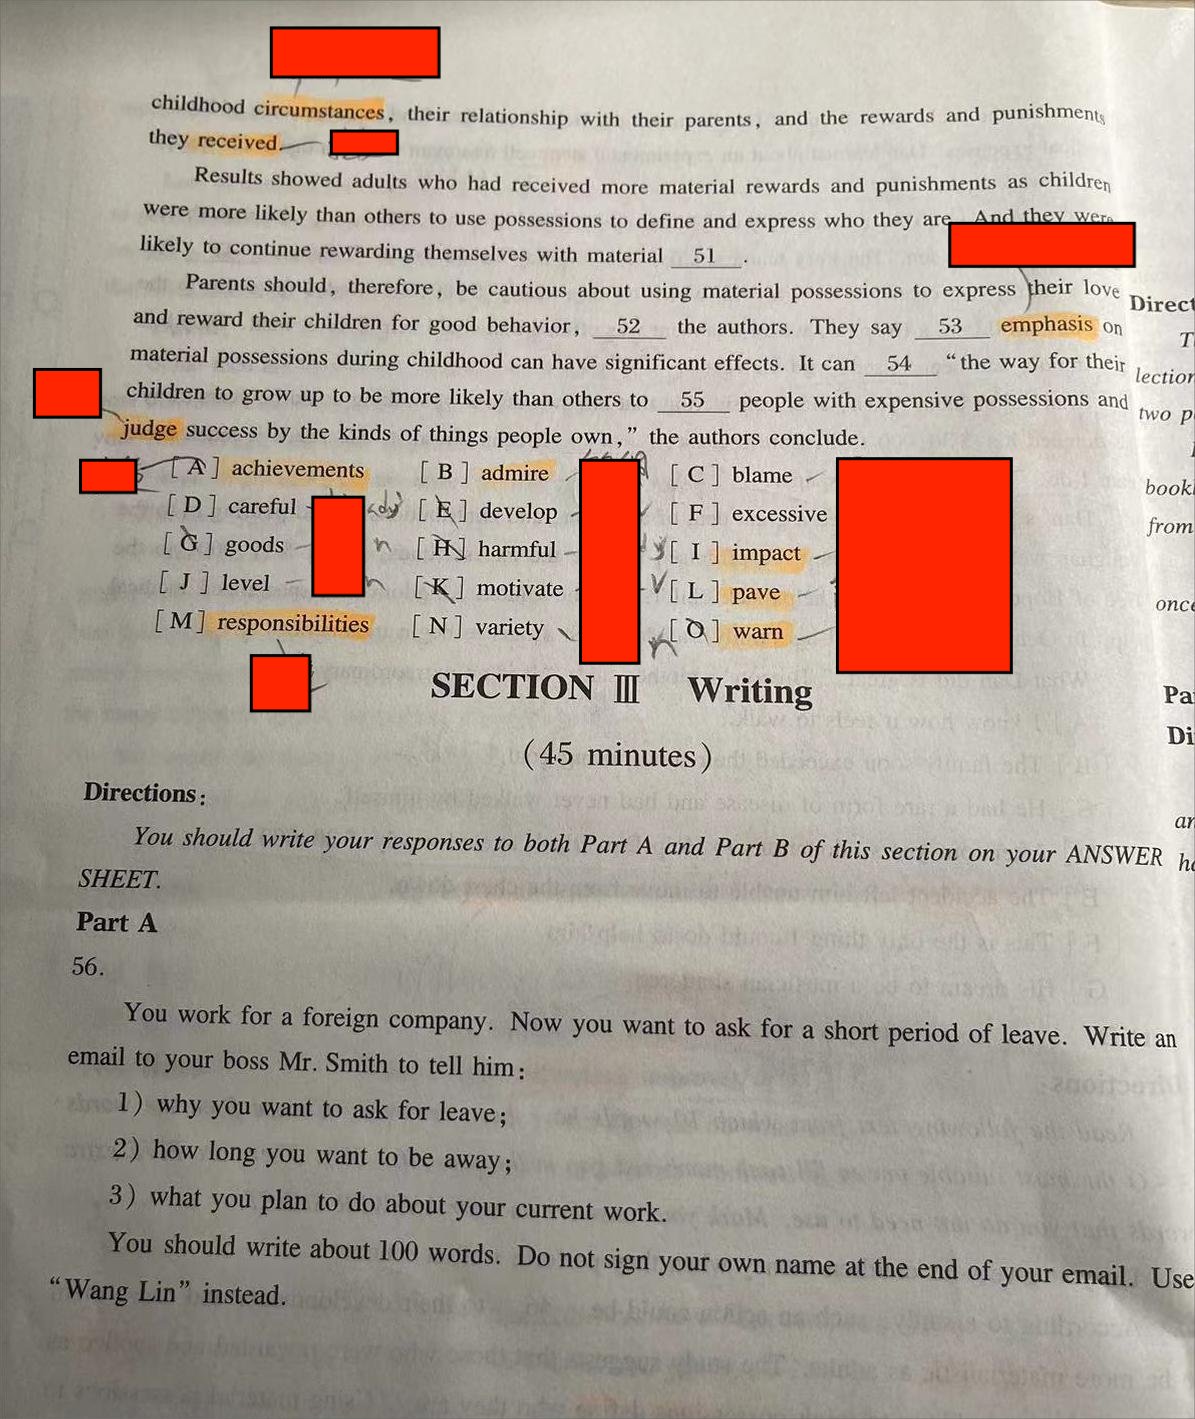 childhood circumstances, their relationship with their parents, and the rewards and punishments
they received.
Results showed adults who had received more material rewards and punishments as children
were more likely than others to use possessions to define and express who they are. And they were
likely to continue rewarding themselves with material 51.
Parents should, therefore, be cautious about using material possessions to express their love
and reward their children for good behavior, 52 the authors. They say 53 emphasis on
material possessions during childhood can have significant effects. It can 54 "the way for their
children to grow up to be more likely than others to 55 people with expensive possessions and
judge success by the kinds of things people own," the authors conclude.
[A] achievements [B] admire [C] blame
[D] careful [E] develop [F] excessive
[G] goods [H] harmful [I] impact
[J] level [K] motivate [L] pave
[M] responsibilities [N] variety [O] warn
SECTION III Writing
(45 minutes)
Directions:
You should write your responses to both Part A and Part B of this section on your ANSWER
SHEET.
Part A
56.
You work for a foreign company. Now you want to ask for a short period of leave. Write an
email to your boss Mr. Smith to tell him:
1) why you want to ask for leave;
2) how long you want to be away;
3) what you plan to do about your current work.
You should write about 100 words. Do not sign your own name at the end of your email. Use
"Wang Lin" instead.
two p
from
once